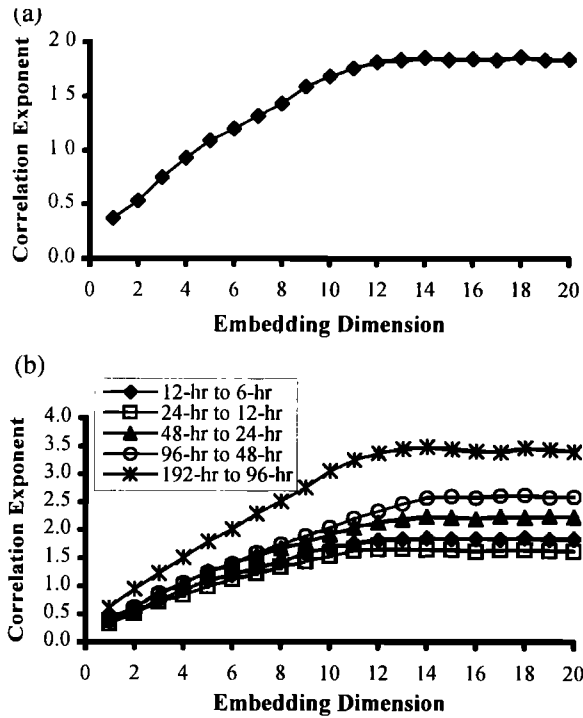 (a)
2 0
1 5
1 0
0.5
0.0
Correlation Exponent
0 2 4 6 8 10 12 14 16 18 20
Embedding Dimension
(b)
12-hr to 6-hr
24-hr to 12-hr
48-hr to 24-hr
96-hr to 48-hr
192-hr to 96-hr
4.0
3.5
3.0
2.5
2.0
1.5
1.0
0.5
0.0
Correlation Exponent
0 2 4 6 8 10 12 14 16 18 20
Embedding Dimension